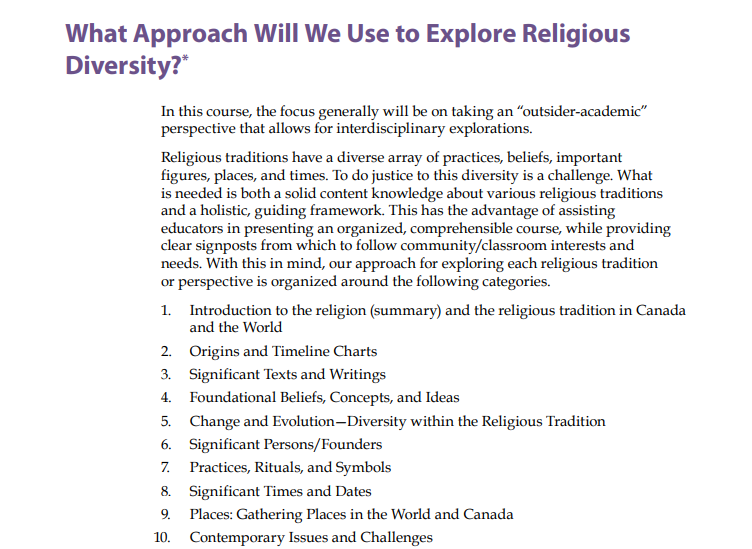 What Approach Will We Use to Explore Religious
Diversity?*
In this course, the focus generally will be on taking an “outsider-academic”
perspective that allows for interdisciplinary explorations.
Religious traditions have a diverse array of practices, beliefs, important
figures, places, and times. To do justice to this diversity is a challenge. What
is needed is both a solid content knowledge about various religious traditions
and a holistic, guiding framework. This has the advantage of assisting
educators in presenting an organized, comprehensible course, while providing
clear signposts from which to follow community/classroom interests and
needs. With this in mind, our approach for exploring each religious tradition
or perspective is organized around the following categories.
1. Introduction to the religion (summary) and the religious tradition in Canada
and the World
2. Origins and Timeline Charts
3. Significant Texts and Writings
4. Foundational Beliefs, Concepts, and Ideas
5. Change and Evolution—Diversity within the Religious Tradition
6. Significant Persons/Founders
7. Practices, Rituals, and Symbols
8. Significant Times and Dates
9. Places: Gathering Places in the World and Canada
10. Contemporary Issues and Challenges